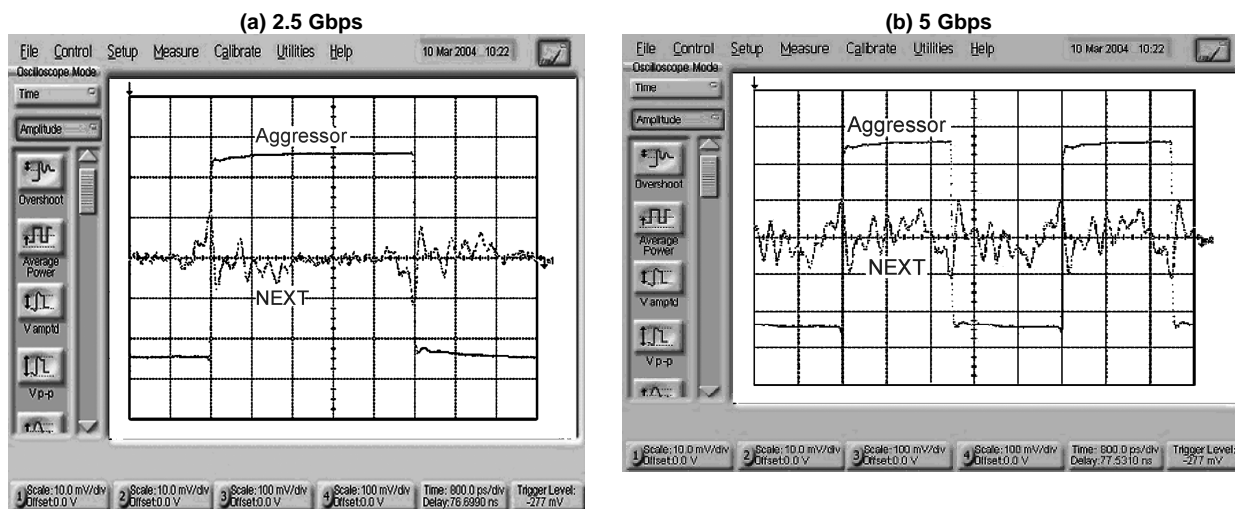 (a) 2.5 Gbps
File Control Setup Measure Calibrate Utilities Help 10 Mar 2004 10:22
Oscilloscope Mode
Time
Amplitude
Overshoot
Average
Power
V amptd
V p-p
Aggressor
NEXT
1 Scale:10.0 mV/div
Offset:0.0 V
2 Scale:10.0 mV/div
Offset:0.0 V
3 Scale:100 mV/div
Offset:0.0 V
4 Scale:100 mV/div
Offset:0.0 V
Time: 800.0 ps/div
Delay:76.6990 ns
Trigger Level:
-277 mV
(b) 5 Gbps
File Control Setup Measure Calibrate Utilities Help 10 Mar 2004 10:22
Oscilloscope Mode
Time
Amplitude
Overshoot
Average
Power
V amptd
V p-p
Aggressor
NEXT
1 Scale:10.0 mV/div
Offset:0.0 V
2 Scale:10.0 mV/div
Offset:0.0 V
3 Scale:100 mV/div
Offset:0.0 V
4 Scale:100 mV/div
Offset:0.0 V
Time: 800.0 ps/div
Delay:77.5310 ns
Trigger Level:
-277 mV